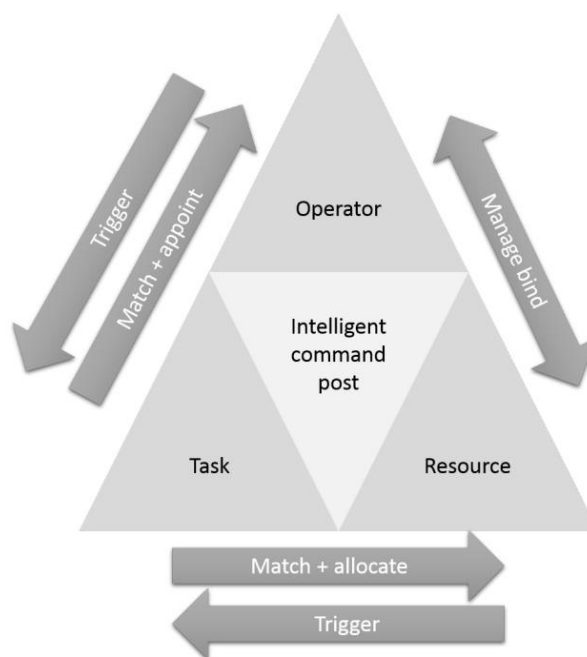 Operator
Trigger
Match + appoint
Manage bind
Intelligent
command
post
Task
Resource
Match + allocate
Trigger